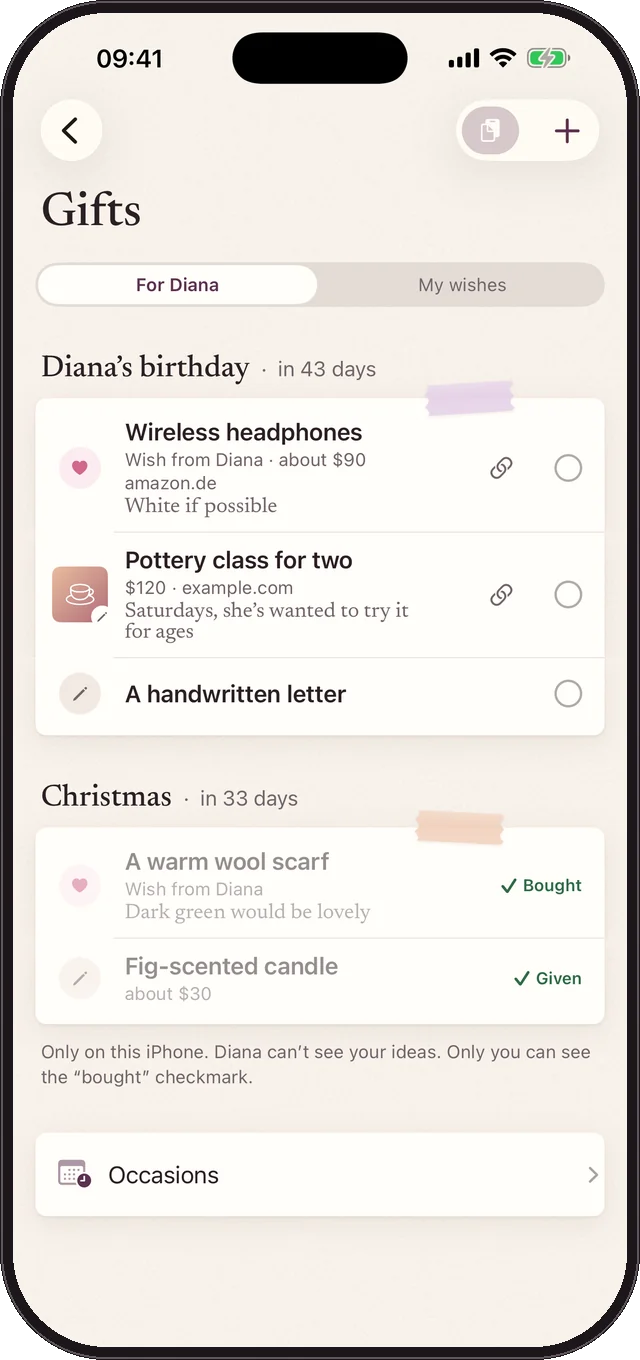 09:41
Gifts
For Diana
My wishes
Diana’s birthday · in 43 days
Wireless headphones
Wish from Diana · about $90
amazon.de
White if possible
Pottery class for two
$120 · example.com
Saturdays, she’s wanted to try it
for ages
A handwritten letter
Christmas · in 33 days
A warm wool scarf
Wish from Diana
Dark green would be lovely
Bought
Fig-scented candle
about $30
Given
Only on this iPhone. Diana can’t see your ideas. Only you can see
the “bought” checkmark.
Occasions